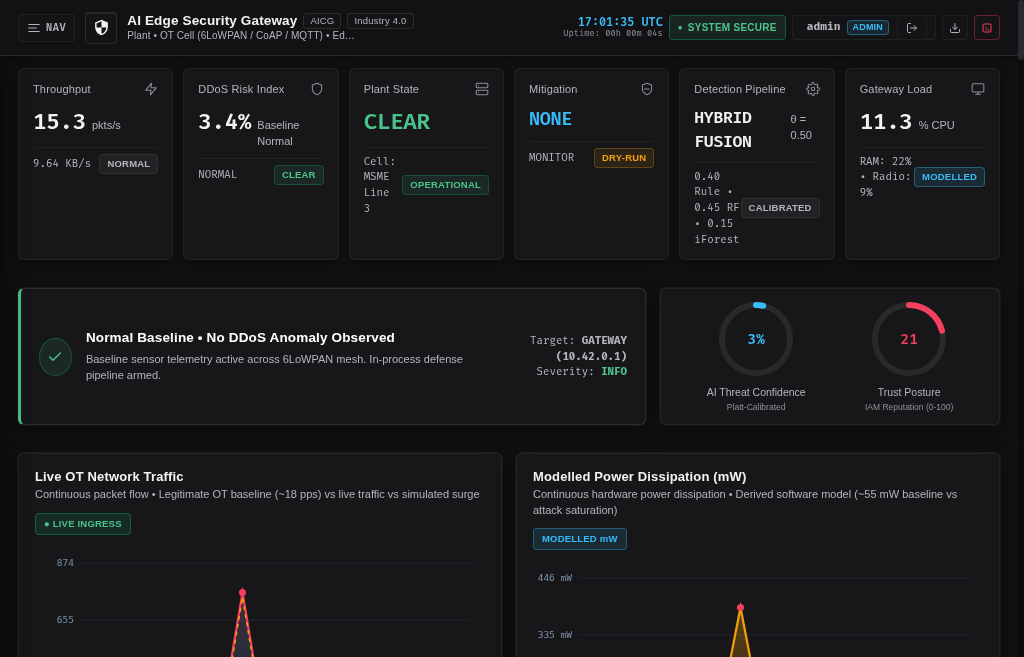 NAV
AI Edge Security Gateway AICG Industry 4.0
Plant • OT Cell (6LoWPAN / CoAP / MQTT) • Ed…
17:01:35 UTC
Uptime: 00h 00m 04s
● SYSTEM SECURE
admin ADMIN
Throughput
15.3 pkts/s
9.64 KB/s NORMAL
DDoS Risk Index
3.4% Baseline
Normal
NORMAL CLEAR
Plant State
CLEAR
Cell:
MSME
Line
3
OPERATIONAL
Mitigation
NONE
MONITOR DRY-RUN
Detection Pipeline
HYBRID
FUSION
θ =
0.50
0.40
Rule •
0.45 RF
• 0.15
iForest
CALIBRATED
Gateway Load
11.3 % CPU
RAM: 22%
• Radio:
9%
MODELLED
Normal Baseline • No DDoS Anomaly Observed
Baseline sensor telemetry active across 6LoWPAN mesh. In-process defense
pipeline armed.
Target: GATEWAY
(10.42.0.1)
Severity: INFO
3%
AI Threat Confidence
Platt-Calibrated
21
Trust Posture
IAM Reputation (0-100)
Live OT Network Traffic
Continuous packet flow • Legitimate OT baseline (~18 pps) vs live traffic vs simulated surge
● LIVE INGRESS
874
655
Modelled Power Dissipation (mW)
Continuous hardware power dissipation • Derived software model (~55 mW baseline vs
attack saturation)
MODELLED mW
446 mW
335 mW